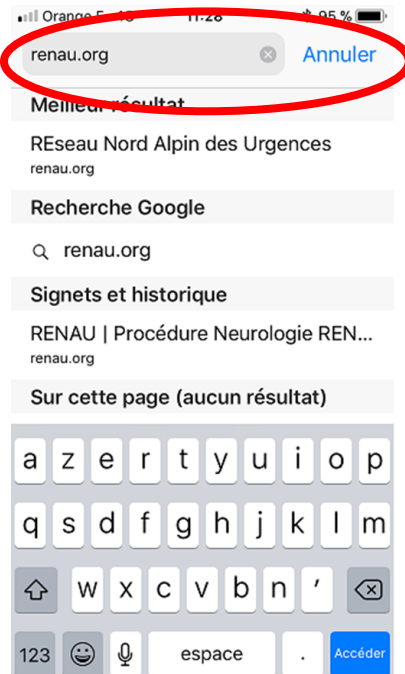 Orange F 4G 11:28 95 %
renau.org Annuler
Meilleur résultat
REseau Nord Alpin des Urgences
renau.org
Recherche Google
renau.org
Signets et historique
RENAU | Procédure Neurologie REN...
renau.org
Sur cette page (aucun résultat)
a z e r t y u i o p
q s d f g h j k l m
w x c v b n ’
123 espace . Accéder